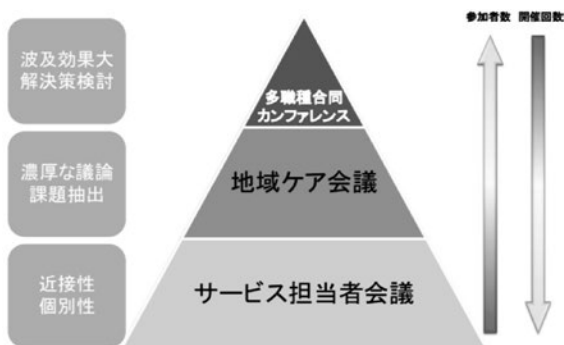 参加者数 開催回数
波及効果大
解決策検討
多職種合同
カンファレンス
濃厚な議論
課題抽出
地域ケア会議
近接性
個別性
サービス担当者会議